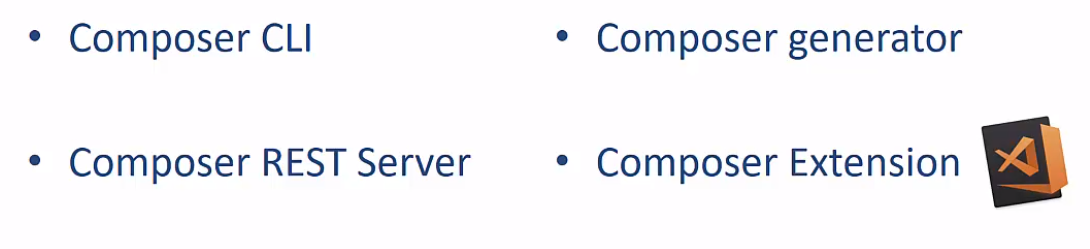 • Composer CLI
• Composer generator
• Composer REST Server
• Composer Extension